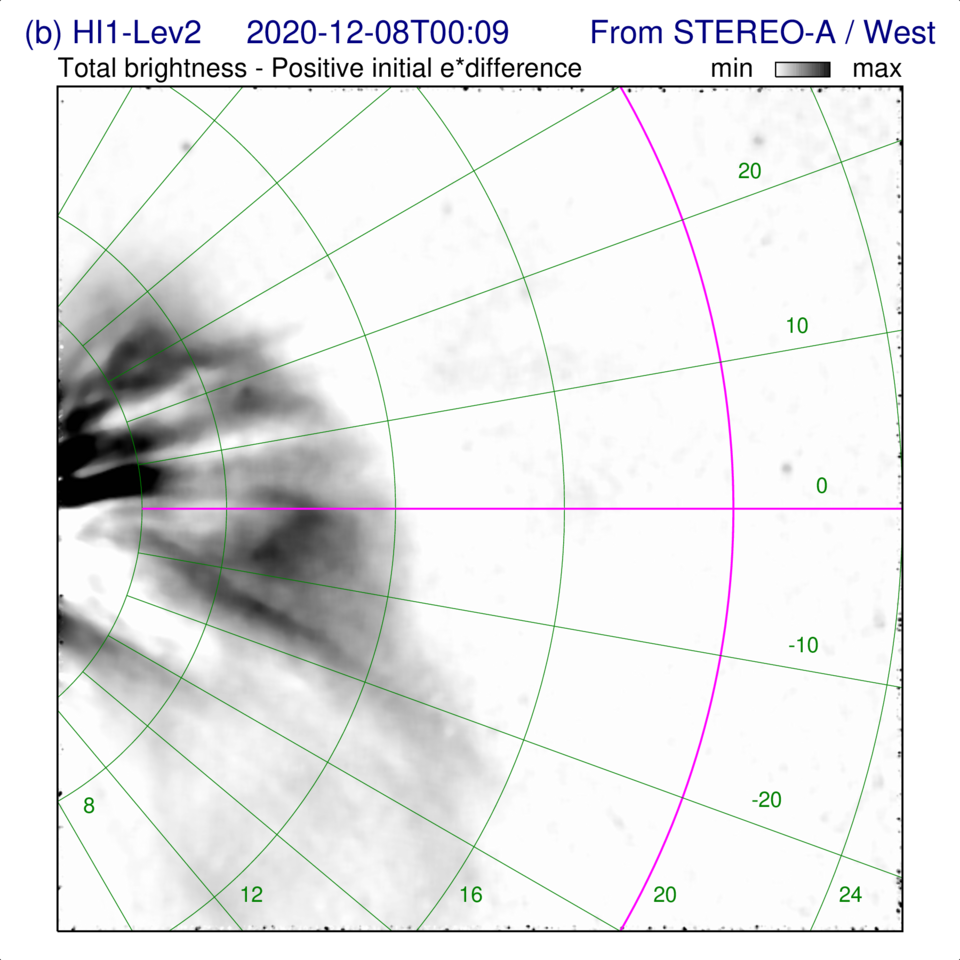 (b) HI1-Lev2 2020-12-08T00:09 From STEREO-A / West
Total brightness - Positive initial e*difference min max
20
10
0
-10
-20
8
12 16 20 24